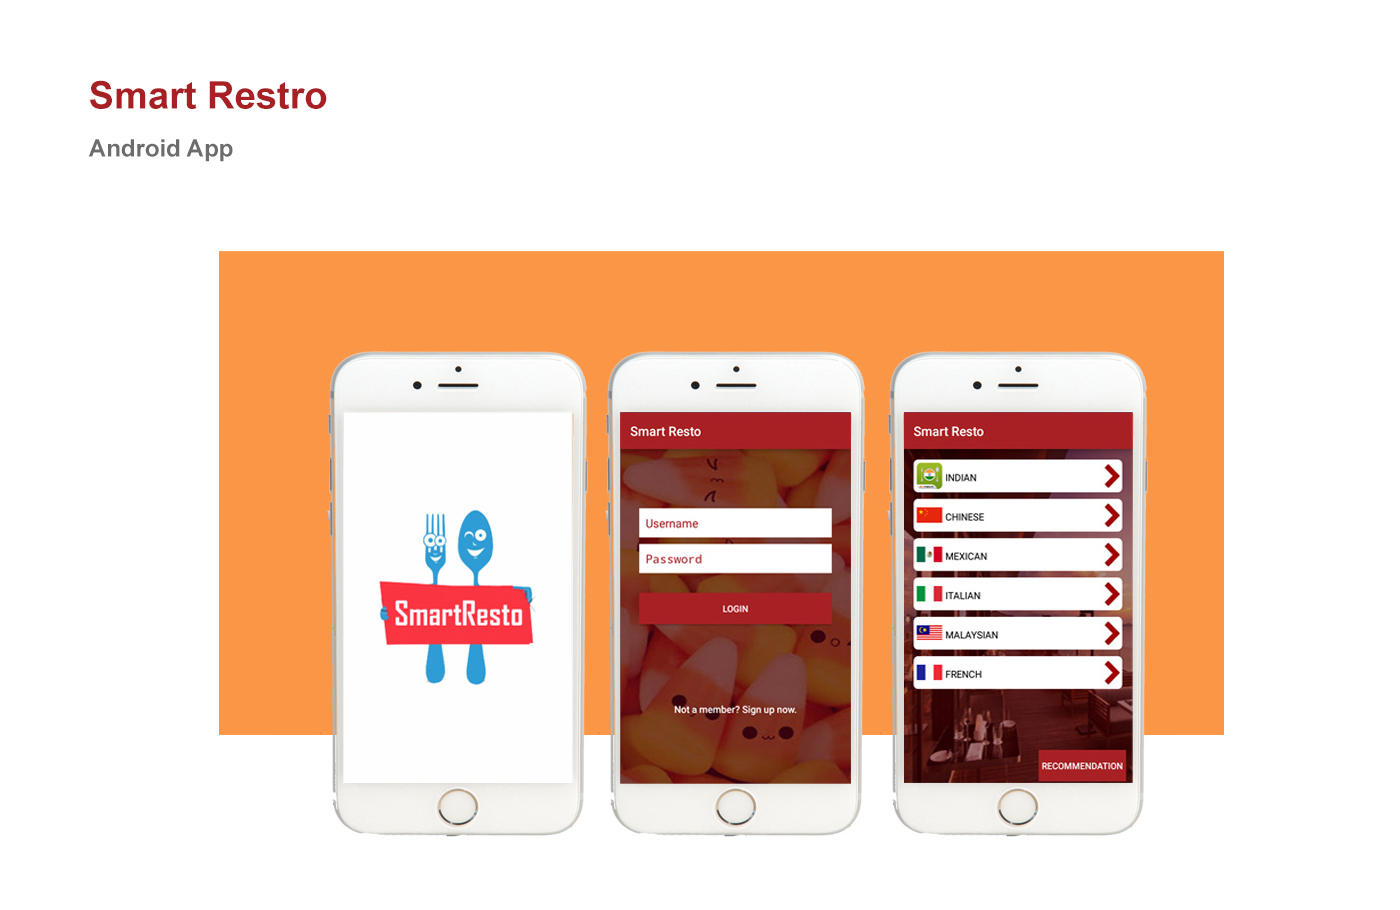 Smart Restro
Android App
SmartResto
Smart Resto
Username
Password
LOGIN
Not a member? Sign up now.
Smart Resto
INDIAN
CHINESE
MEXICAN
ITALIAN
MALAYSIAN
FRENCH
RECOMMENDATION